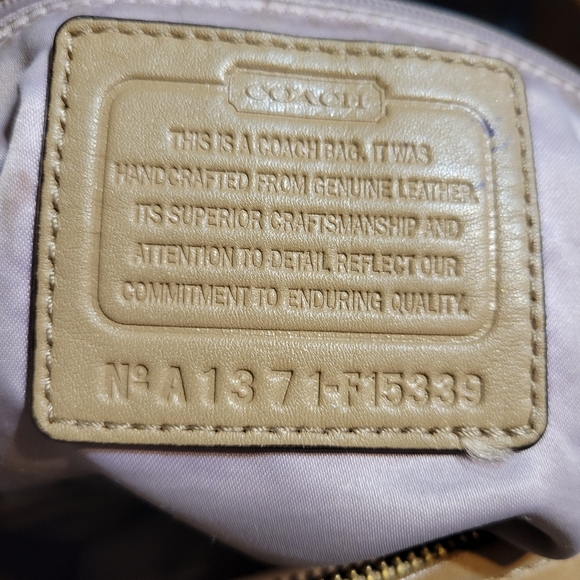 COACH
THIS IS A COACH BAG. IT WAS
HANDCRAFTED FROM GENUINE LEATHER.
ITS SUPERIOR CRAFTSMANSHIP AND
ATTENTION TO DETAIL REFLECT OUR
COMMITMENT TO ENDURING QUALITY.
Nº A1371-F15339